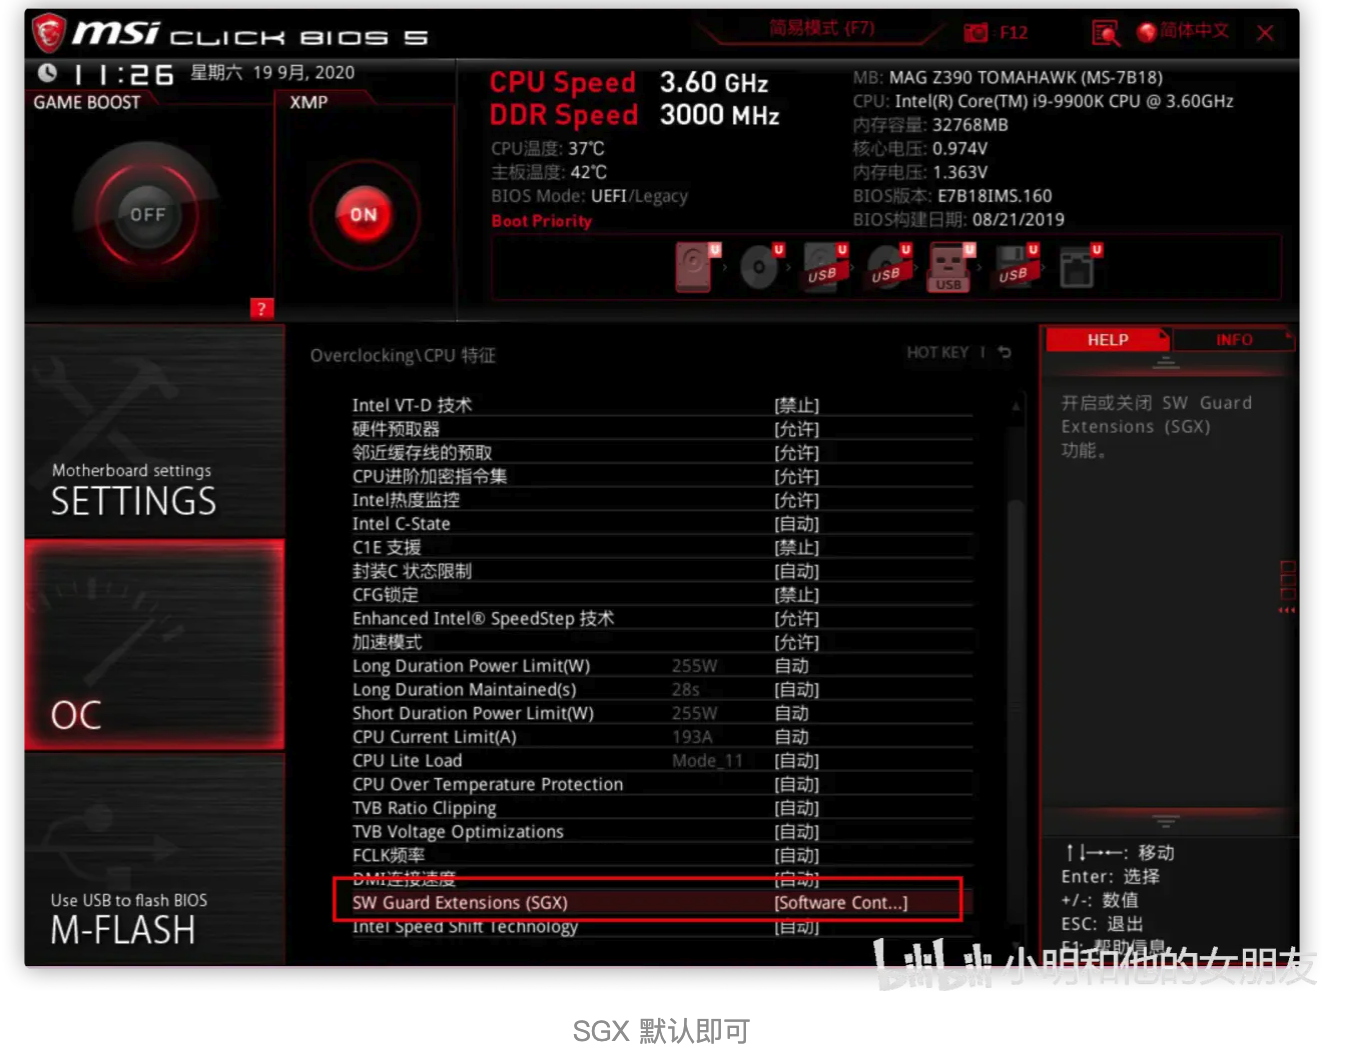 msi CLICK BIOS 5
简易模式 (F7)
F12
简体中文
11:26 星期六 19 9月, 2020
GAME BOOST
XMP
OFF
ON
?
CPU Speed 3.60 GHz
DDR Speed 3000 MHz
CPU温度: 37℃
主板温度: 42℃
BIOS Mode: UEFI/Legacy
Boot Priority
MB: MAG Z390 TOMAHAWK (MS-7B18)
CPU: Intel(R) Core(TM) i9-9900K CPU @ 3.60GHz
内存容量: 32768MB
核心电压: 0.974V
内存电压: 1.363V
BIOS版本: E7B18IMS.160
BIOS构建日期: 08/21/2019
U U U U U U U
USB USB USB USB
Motherboard settings
SETTINGS
OC
Use USB to flash BIOS
M-FLASH
Overclocking\CPU 特征
HOT KEY
Intel VT-D 技术 [禁止]
硬件预取器 [允许]
邻近缓存线的预取 [允许]
CPU进阶加密指令集 [允许]
Intel热度监控 [允许]
Intel C-State [自动]
C1E 支援 [禁止]
封装C 状态限制 [自动]
CFG锁定 [禁止]
Enhanced Intel® SpeedStep 技术 [允许]
加速模式 [允许]
Long Duration Power Limit(W) 255W 自动
Long Duration Maintained(s) 28s [自动]
Short Duration Power Limit(W) 255W 自动
CPU Current Limit(A) 193A 自动
CPU Lite Load Mode_11 [自动]
CPU Over Temperature Protection [自动]
TVB Ratio Clipping [自动]
TVB Voltage Optimizations [自动]
FCLK频率 [自动]
DMI连接速度 [自动]
SW Guard Extensions (SGX) [Software Cont...]
Intel Speed Shift Technology [自动]
HELP
INFO
开启或关闭 SW Guard
Extensions (SGX)
功能。
↑↓→←: 移动
Enter: 选择
+/-: 数值
ESC: 退出
F1: 帮助信息
bilibili 小明和他的女朋友
SGX 默认即可